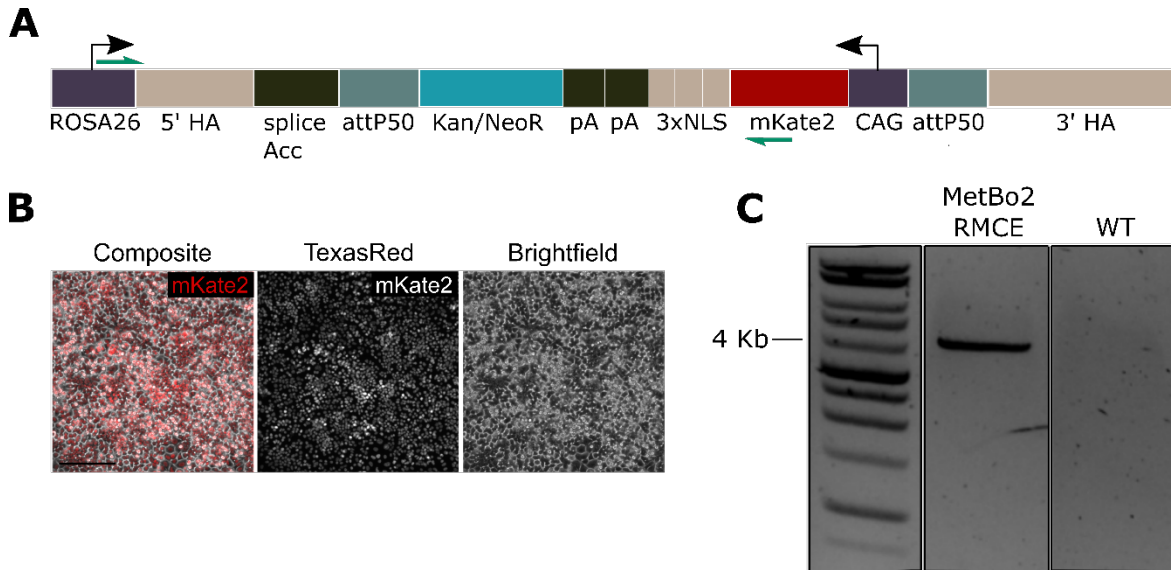 A
ROSA26 5' HA splice Acc attP50 Kan/NeoR pA pA 3xNLS mKate2 CAG attP50 3' HA
B
Composite TexasRed Brightfield
mKate2 mKate2
C
MetBo2 RMCE WT
4 Kb